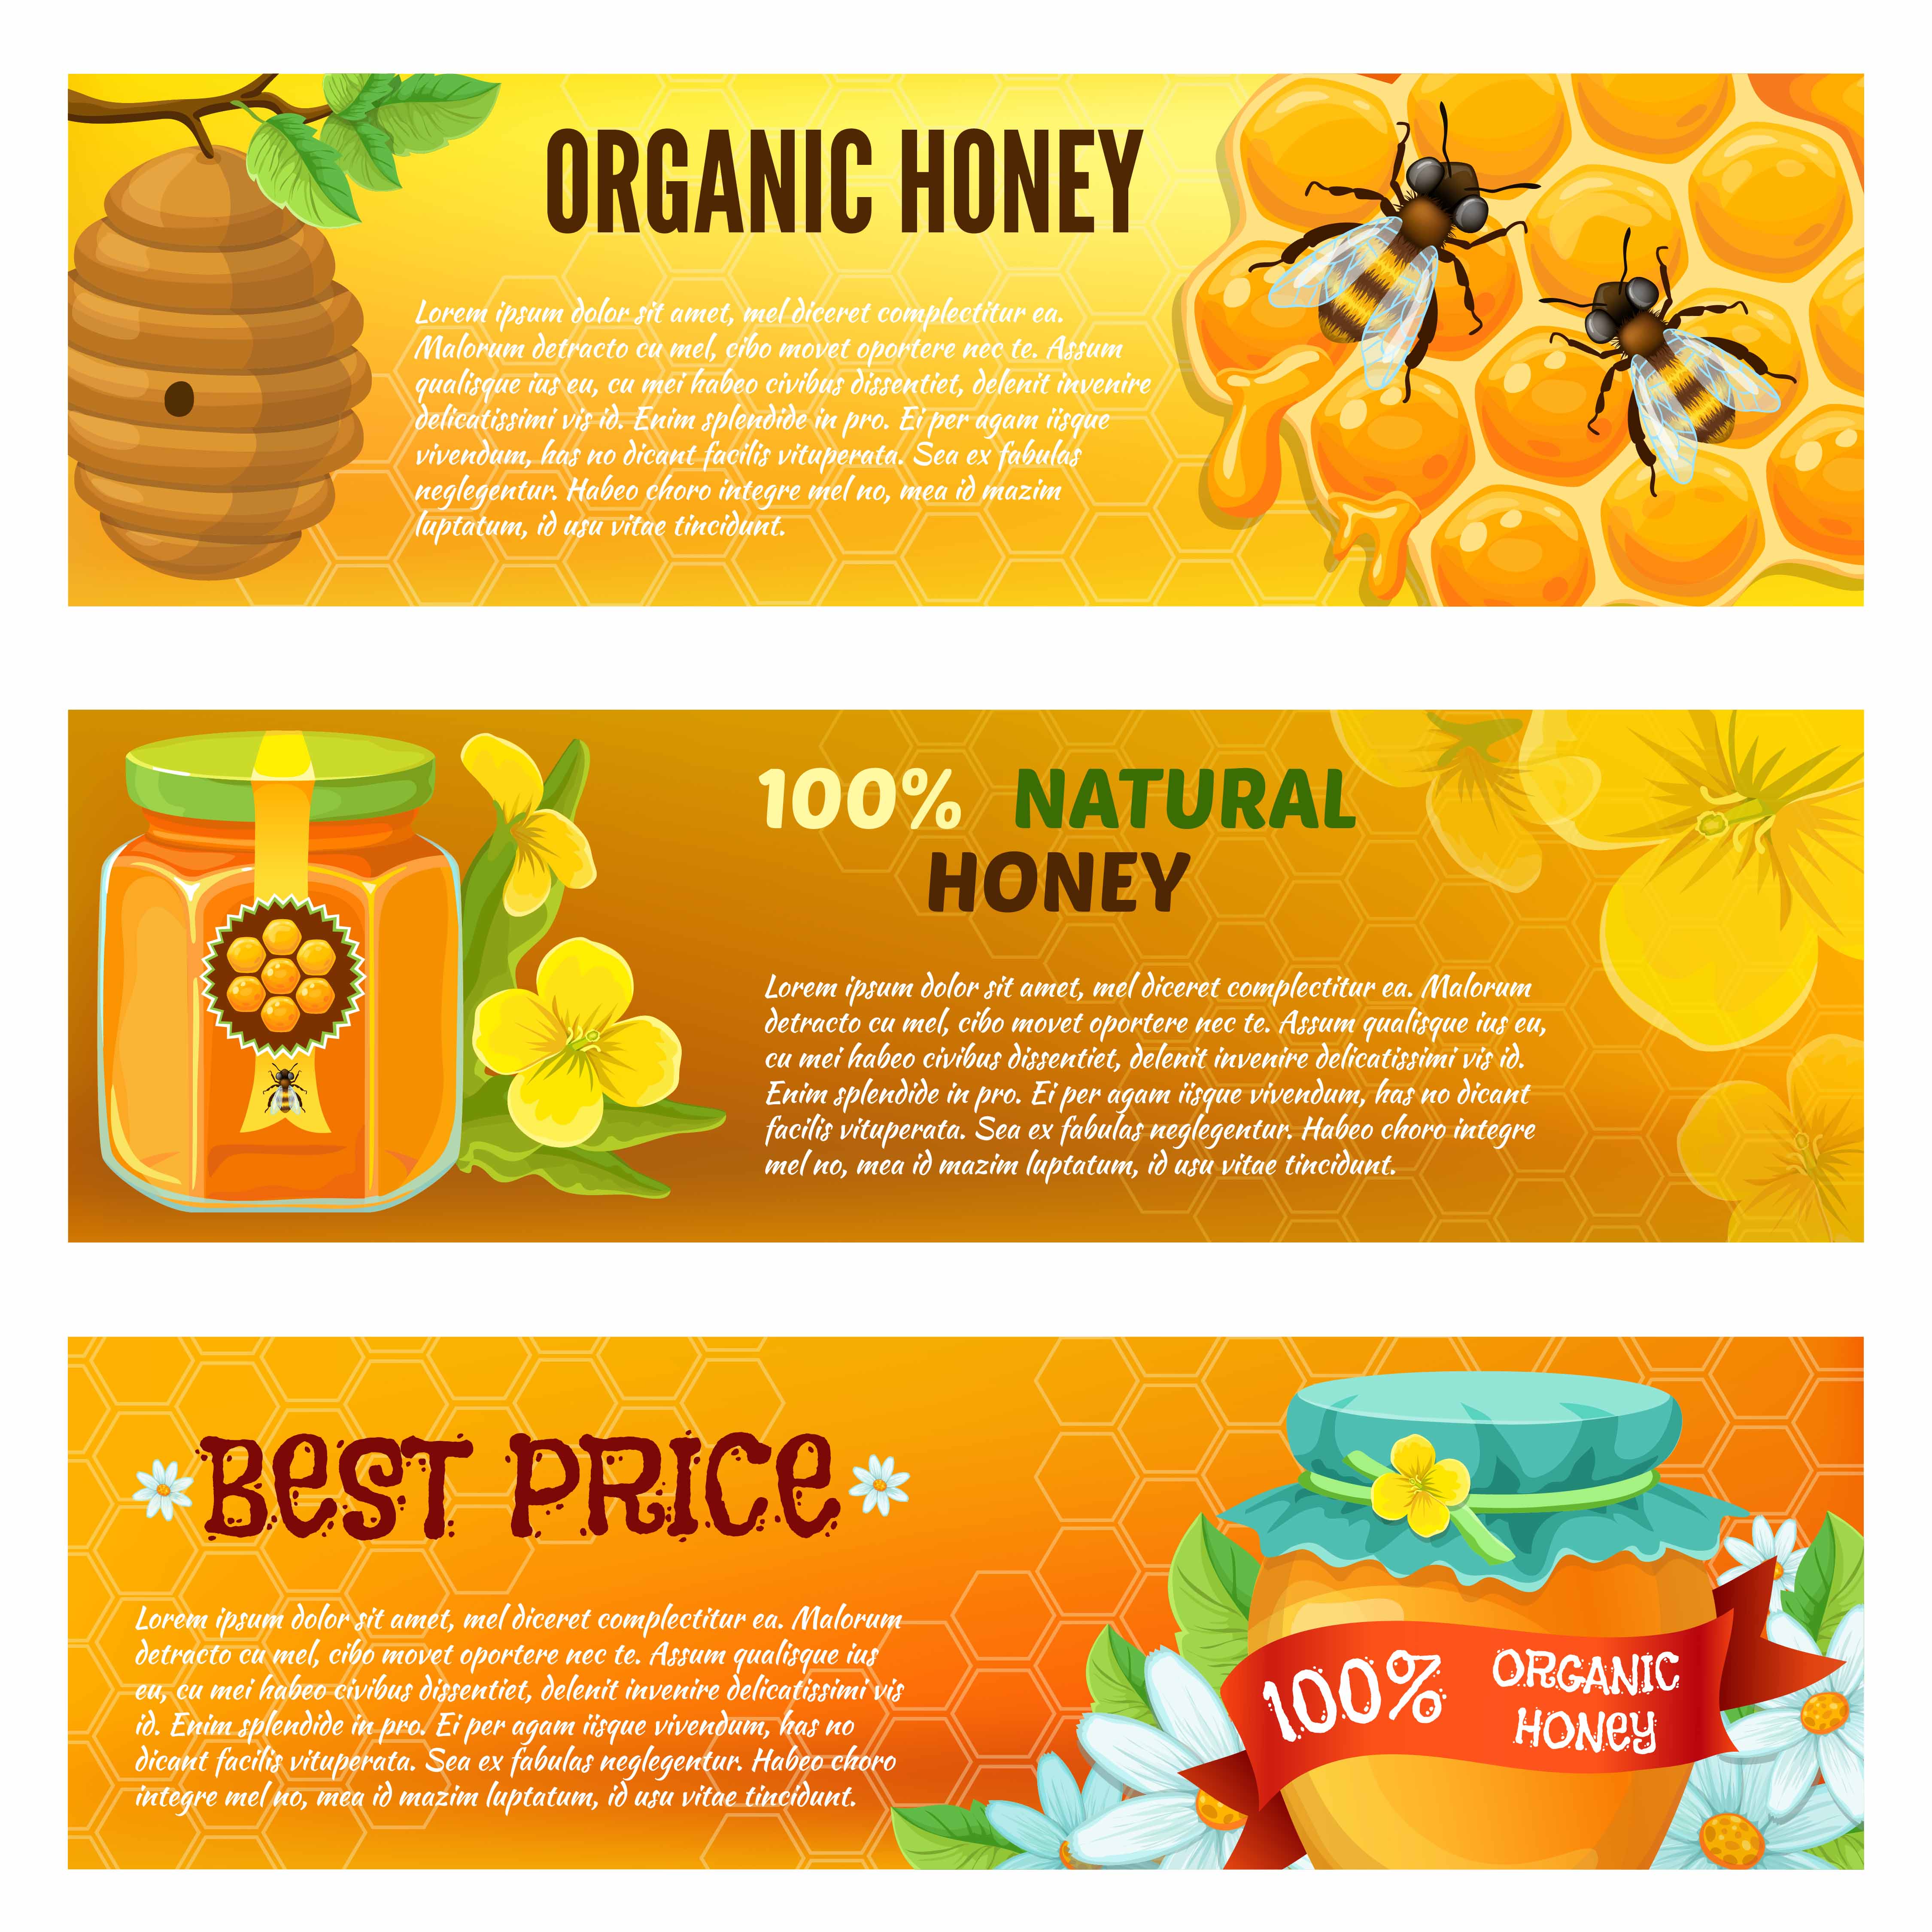 ORGANIC HONEY
Lorem ipsum dolor sit amet, mel diceret complectitur ea.
Malorum detracto cu mel, cibo movet oportere nec te. Assum
qualisque ius eu, cu mei habeo civibus dissentiet, delenit invenire
delicatissimi vis id. Enim splendide in pro. Ei per agam iisque
vivendum, has no dicant facilis vituperata. Sea ex fabulas
neglegentur. Habeo choro integre mel no, mea id mazim
luptatum, id usu vitae tincidunt.
100% NATURAL
HONEY
Lorem ipsum dolor sit amet, mel diceret complectitur ea. Malorum
detracto cu mel, cibo movet oportere nec te. Assum qualisque ius eu,
cu mei habeo civibus dissentiet, delenit invenire delicatissimi vis id.
Enim splendide in pro. Ei per agam iisque vivendum, has no dicant
facilis vituperata. Sea ex fabulas neglegentur. Habeo choro integre
mel no, mea id mazim luptatum, id usu vitae tincidunt.
BeST PRICe
Lorem ipsum dolor sit amet, mel diceret complectitur ea. Malorum
detracto cu mel, cibo movet oportere nec te. Assum qualisque ius
eu, cu mei habeo civibus dissentiet, delenit invenire delicatissimi vis
id. Enim splendide in pro. Ei per agam iisque vivendum, has no
dicant facilis vituperata. Sea ex fabulas neglegentur. Habeo choro
integre mel no, mea id mazim luptatum, id usu vitae tincidunt.
100% ORGANIC
HONey